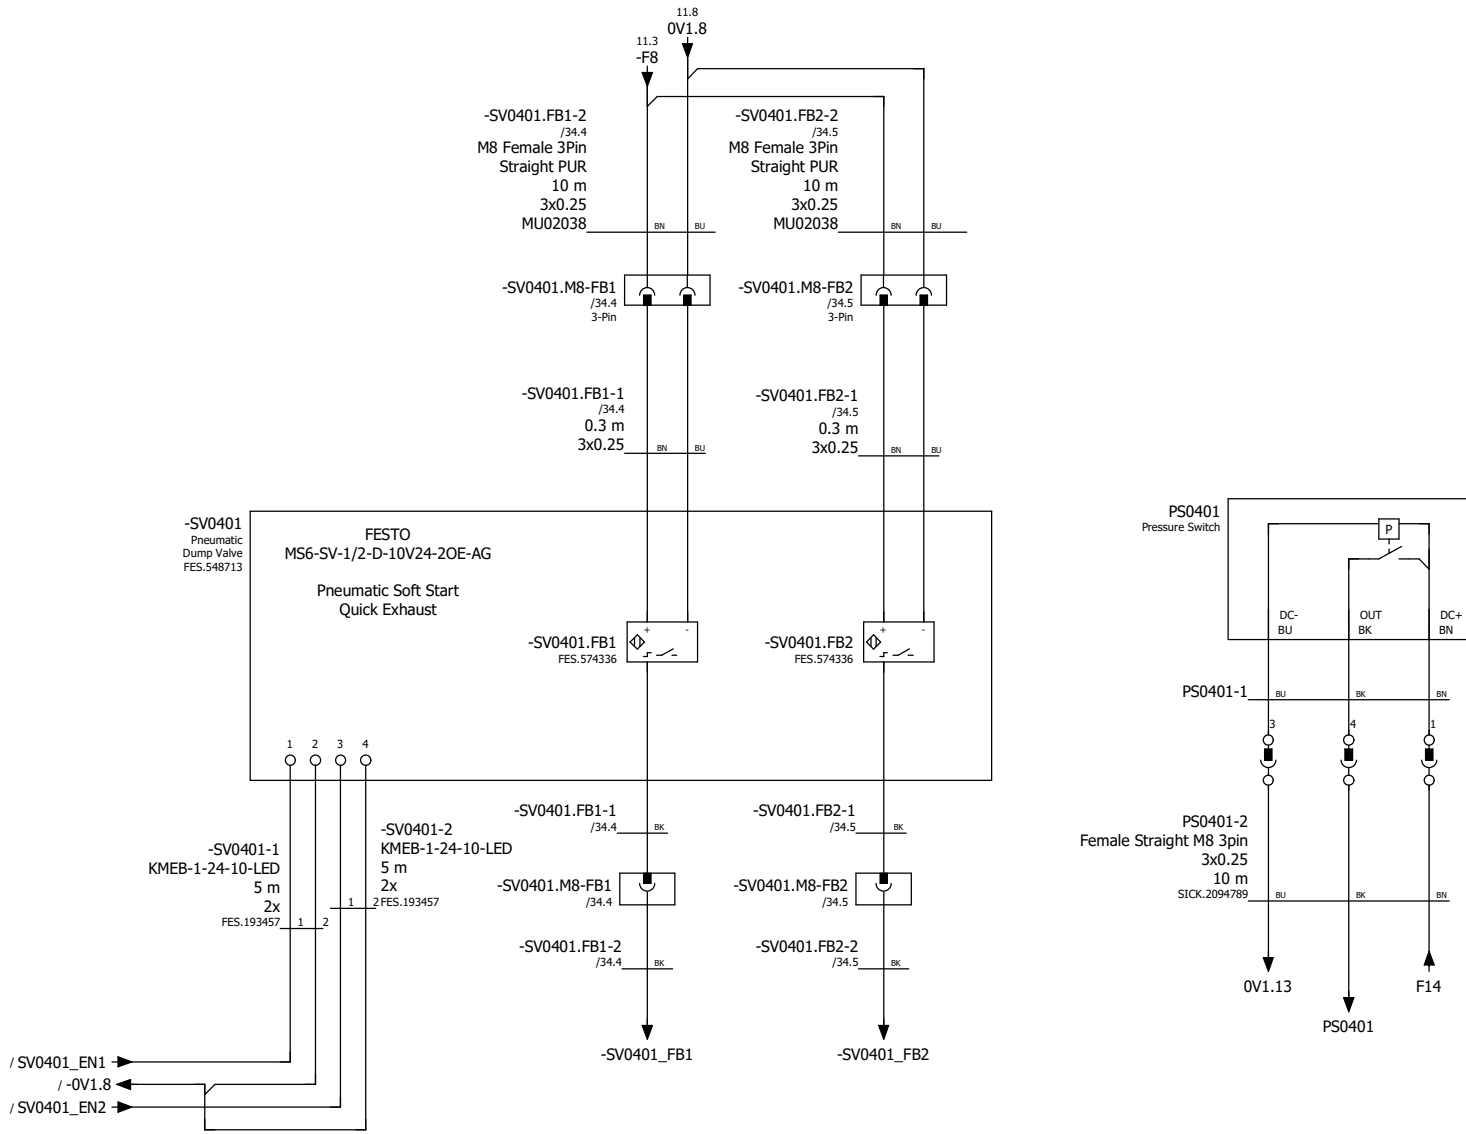 11.8
0V1.8
11.3
-F8
-SV0401.FB1-2
/34.4
M8 Female 3Pin
Straight PUR
10 m
3x0.25
MU02038
BN BU
-SV0401.FB2-2
/34.5
M8 Female 3Pin
Straight PUR
10 m
3x0.25
MU02038
BN BU
-SV0401.M8-FB1
/34.4
3-Pin
-SV0401.M8-FB2
/34.5
3-Pin
-SV0401.FB1-1
/34.4
0.3 m
3x0.25
BN BU
-SV0401.FB2-1
/34.5
0.3 m
3x0.25
BN BU
-SV0401
Pneumatic
Dump Valve
FES.548713
FESTO
MS6-SV-1/2-D-10V24-2OE-AG
Pneumatic Soft Start
Quick Exhaust
-SV0401.FB1
FES.574336
+ -
-SV0401.FB2
FES.574336
+ -
1 2 3 4
-SV0401-1
KMEB-1-24-10-LED
5 m
2x
FES.193457
1 2
-SV0401-2
KMEB-1-24-10-LED
5 m
2x
FES.193457
1 2
-SV0401.FB1-1
/34.4
BK
-SV0401.FB2-1
/34.5
BK
-SV0401.M8-FB1
/34.4
-SV0401.M8-FB2
/34.5
-SV0401.FB1-2
/34.4
BK
-SV0401.FB2-2
/34.5
BK
-SV0401_FB1
-SV0401_FB2
/ SV0401_EN1
/ -0V1.8
/ SV0401_EN2
PS0401
Pressure Switch
P
DC- OUT DC+
BU BK BN
PS0401-1
BU BK BN
3 4 1
PS0401-2
Female Straight M8 3pin
3x0.25
10 m
SICK.2094789
BU BK BN
0V1.13
PS0401
F14